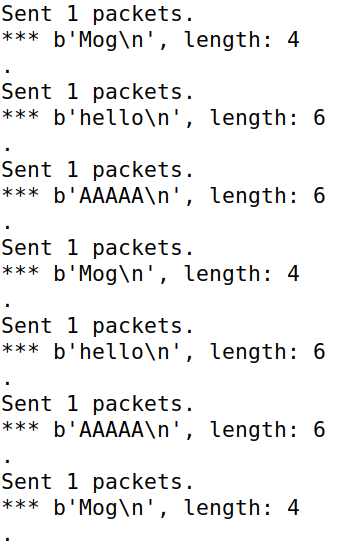 Sent 1 packets.
*** b'Mog\n', length: 4
.
Sent 1 packets.
*** b'hello\n', length: 6
.
Sent 1 packets.
*** b'AAAAA\n', length: 6
.
Sent 1 packets.
*** b'Mog\n', length: 4
.
Sent 1 packets.
*** b'hello\n', length: 6
.
Sent 1 packets.
*** b'AAAAA\n', length: 6
.
Sent 1 packets.
*** b'Mog\n', length: 4
.